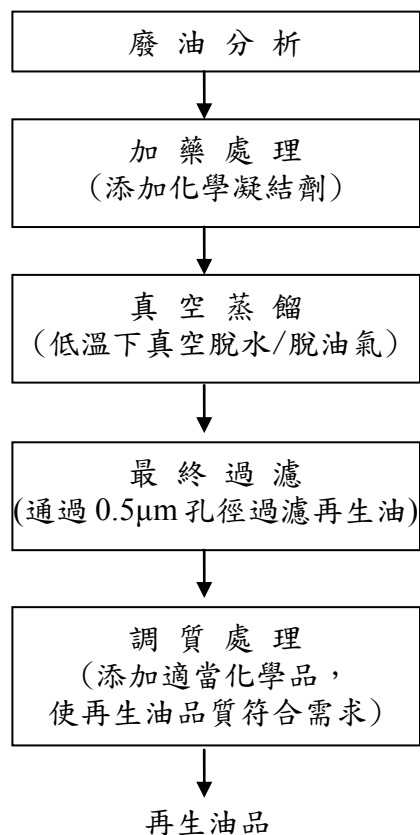 廢油分析
加藥處理
（添加化學凝結劑）
真空蒸餾
（低溫下真空脫水/脫油氣）
最終過濾
(通過 0.5μm 孔徑過濾再生油)
調質處理
（添加適當化學品，
使再生油品質符合需求）
再生油品